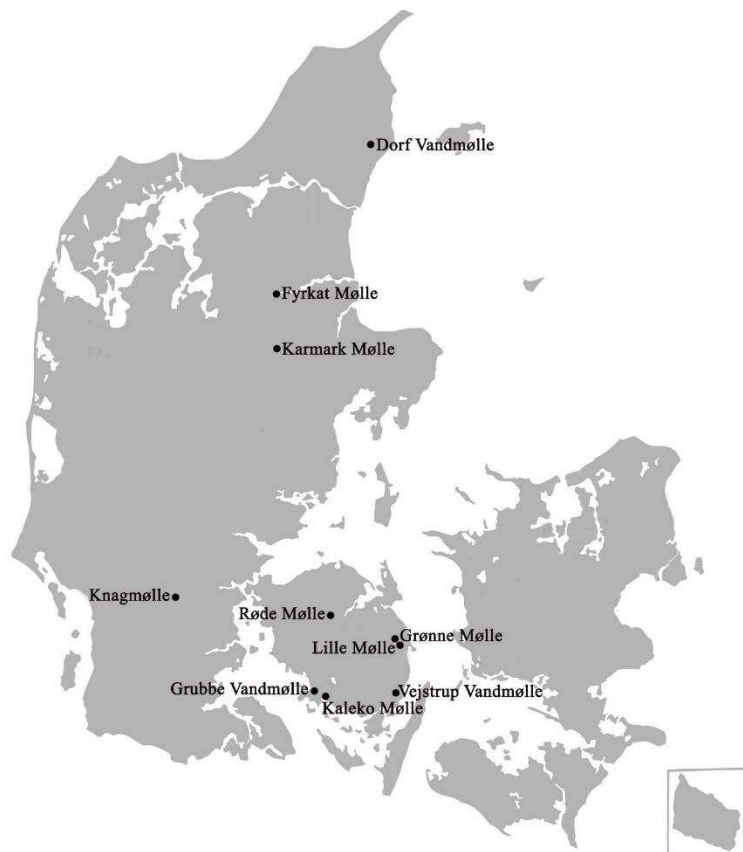 Dorf Vandmølle
Fyrkat Mølle
Karmark Mølle
Knagmølle
Røde Mølle
Grønne Mølle
Lille Mølle
Grubbe Vandmølle
Vejstrup Vandmølle
Kaleko Mølle